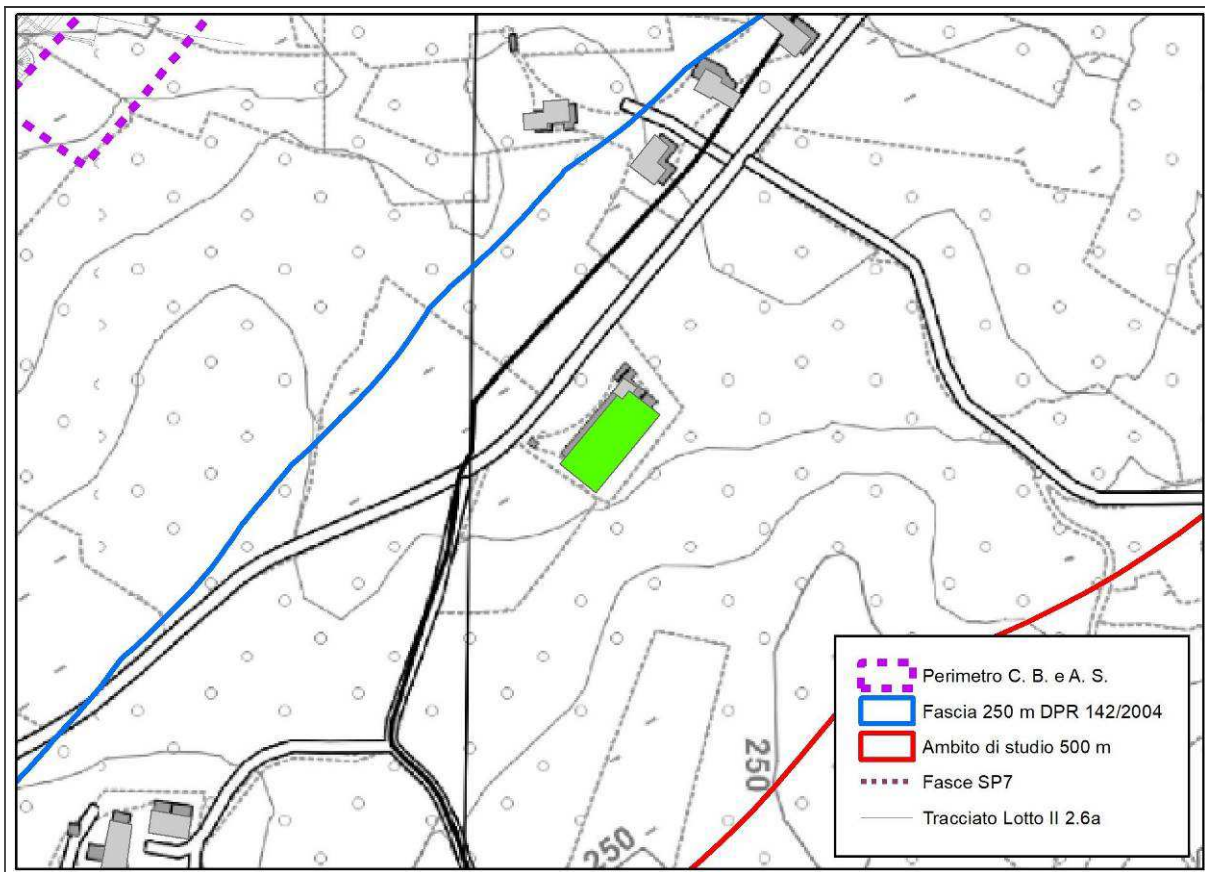 Perimetro C. B. e A. S.
Fascia 250 m DPR 142/2004
Ambito di studio 500 m
Fasce SP7
Tracciato Lotto II 2.6a
250
250